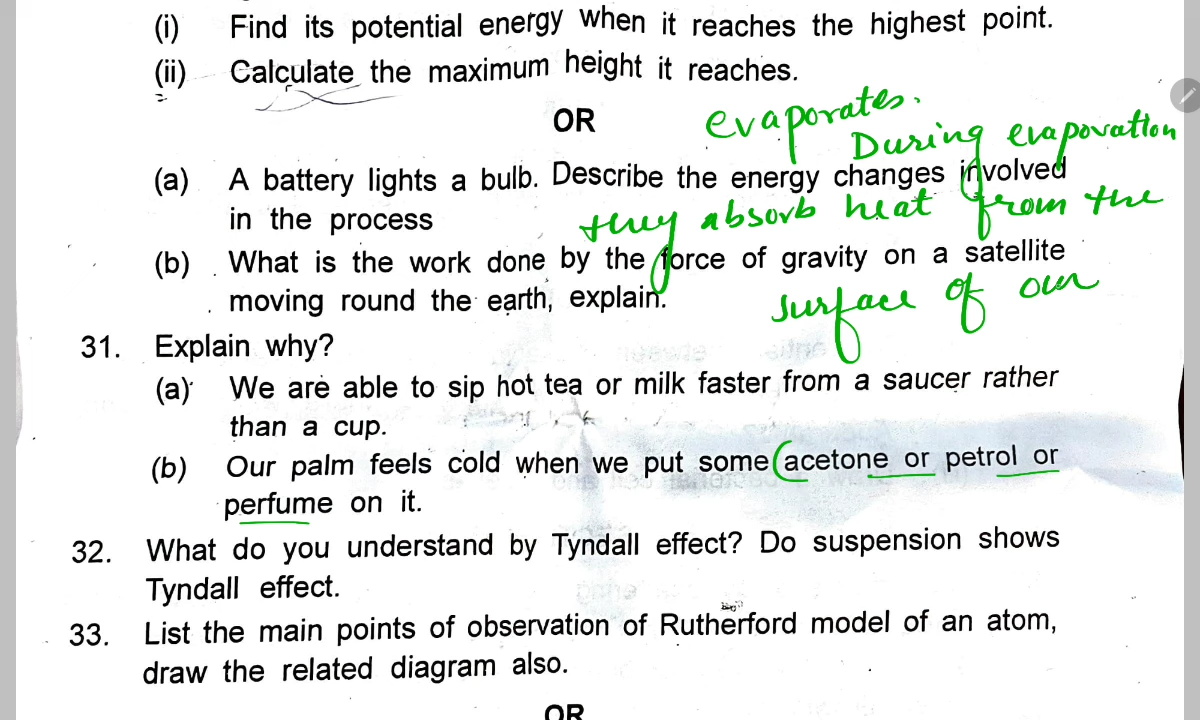 (i) Find its potential energy when it reaches the highest point.
(ii) Calculate the maximum height it reaches.
OR
evaporates.
During evaporation
(a) A battery lights a bulb. Describe the energy changes involved
in the process
they absorb heat from the
(b) What is the work done by the force of gravity on a satellite
moving round the earth, explain.
surface of our
31. Explain why?
(a) We are able to sip hot tea or milk faster from a saucer rather
than a cup.
(b) Our palm feels cold when we put some (acetone or petrol or
perfume on it.
32. What do you understand by Tyndall effect? Do suspension shows
Tyndall effect.
33. List the main points of observation of Rutherford model of an atom,
draw the related diagram also.
OR